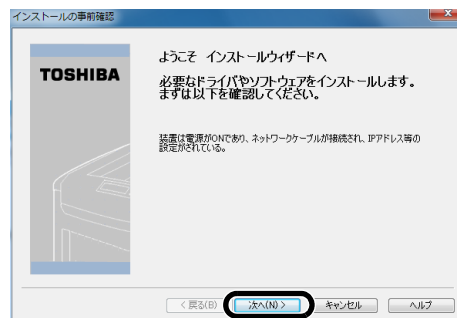 インストールの事前確認
TOSHIBA
ようこそ インストールウィザードへ
必要なドライバやソフトウェアをインストールします。
まずは以下を確認してください。
装置は電源がONであり、ネットワークケーブルが接続され、IPアドレス等の
設定がされている。
< 戻る(B)
次へ(N) >
キャンセル
ヘルプ